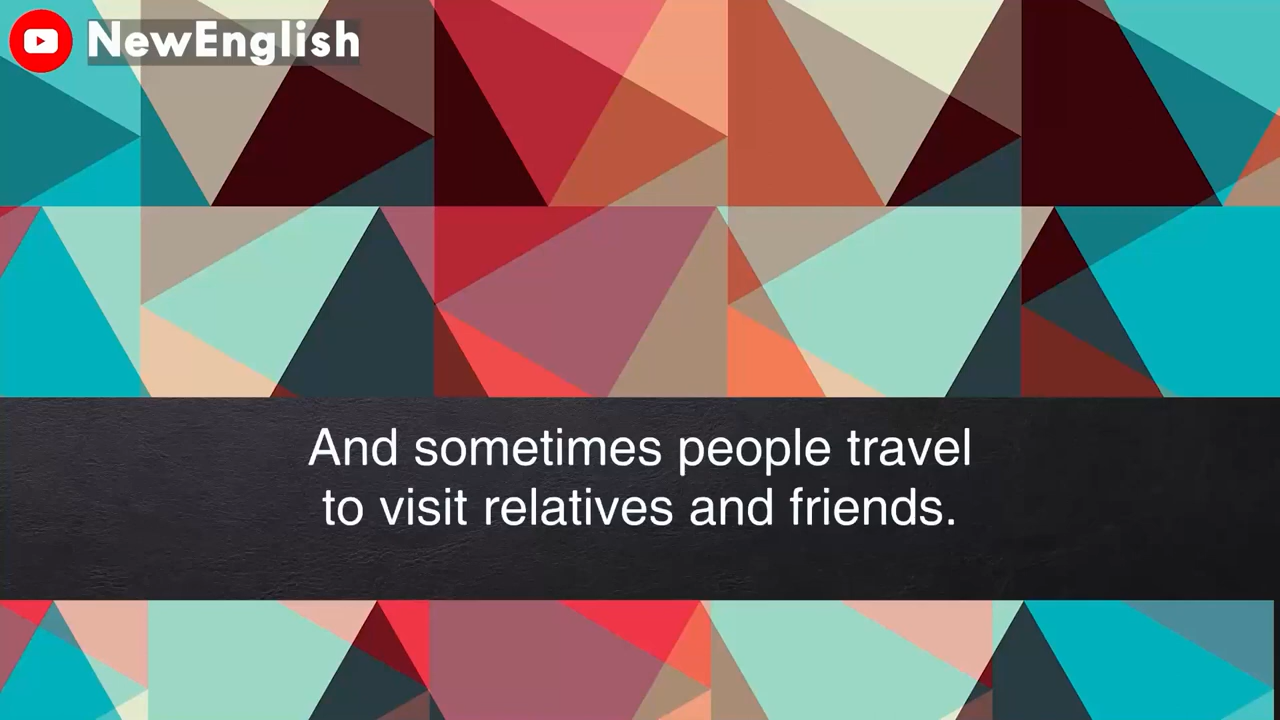 NewEnglish
And sometimes people travel
to visit relatives and friends.